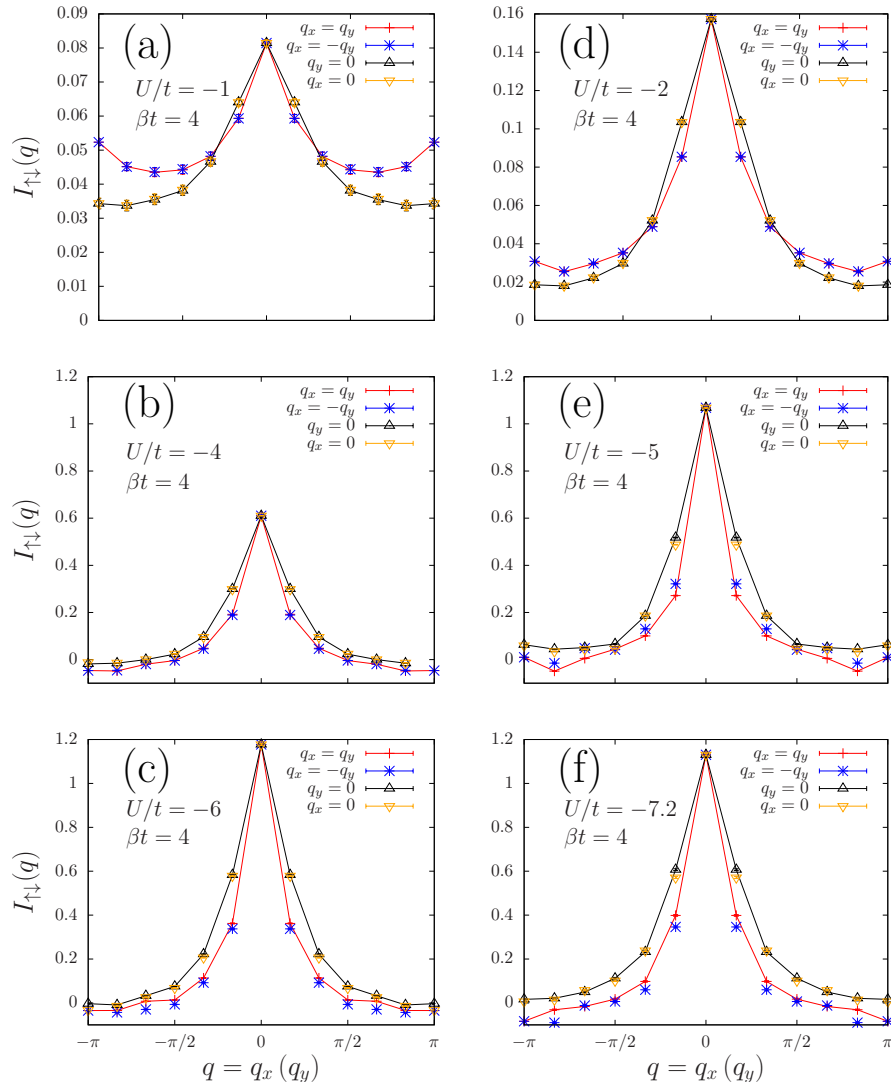 (a)
U/t = −1
βt = 4
q_x = q_y
q_x = −q_y
q_y = 0
q_x = 0
0.09
0.08
0.07
0.06
0.05
0.04
0.03
0.02
0.01
0
I↑↓(q)
(d)
U/t = −2
βt = 4
q_x = q_y
q_x = −q_y
q_y = 0
q_x = 0
0.16
0.14
0.12
0.1
0.08
0.06
0.04
0.02
0
(b)
U/t = −4
βt = 4
q_x = q_y
q_x = −q_y
q_y = 0
q_x = 0
1.2
1
0.8
0.6
0.4
0.2
0
I↑↓(q)
(e)
U/t = −5
βt = 4
q_x = q_y
q_x = −q_y
q_y = 0
q_x = 0
1.2
1
0.8
0.6
0.4
0.2
0
(c)
U/t = −6
βt = 4
q_x = q_y
q_x = −q_y
q_y = 0
q_x = 0
1.2
1
0.8
0.6
0.4
0.2
0
I↑↓(q)
−π
−π/2
0
π/2
π
q = q_x (q_y)
(f)
U/t = −7.2
βt = 4
q_x = q_y
q_x = −q_y
q_y = 0
q_x = 0
1.2
1
0.8
0.6
0.4
0.2
0
−π
−π/2
0
π/2
π
q = q_x (q_y)